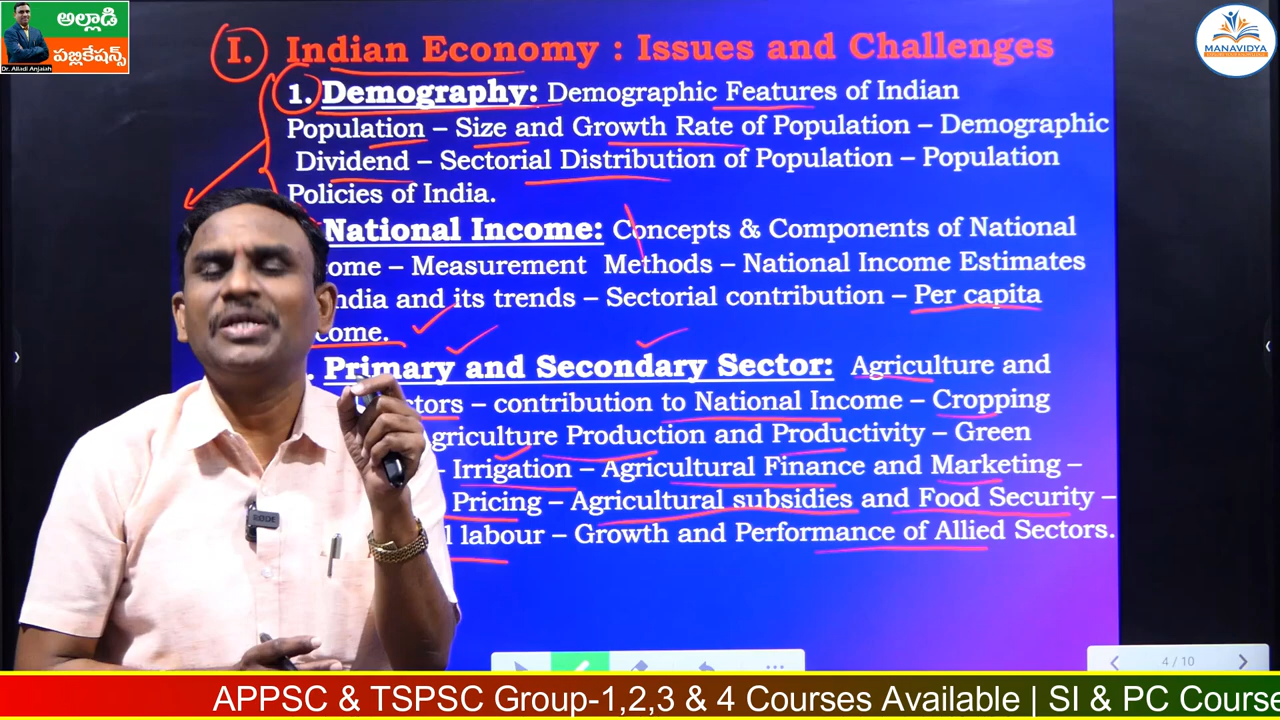 అల్లాడి
పబ్లికేషన్స్
Dr. Alladi Anjaiah
MANAVIDYA
I. Indian Economy : Issues and Challenges
1. Demography: Demographic Features of Indian
Population – Size and Growth Rate of Population – Demographic
Dividend – Sectorial Distribution of Population – Population
Policies of India.
National Income: Concepts & Components of National
come – Measurement Methods – National Income Estimates
ndia and its trends – Sectorial contribution – Per capita
come.
. Primary and Secondary Sector: Agriculture and
ctors – contribution to National Income – Cropping
griculture Production and Productivity – Green
– Irrigation – Agricultural Finance and Marketing –
Pricing – Agricultural subsidies and Food Security –
l labour – Growth and Performance of Allied Sectors.
RODE
4 / 10
APPSC & TSPSC Group-1,2,3 & 4 Courses Available | SI & PC Course